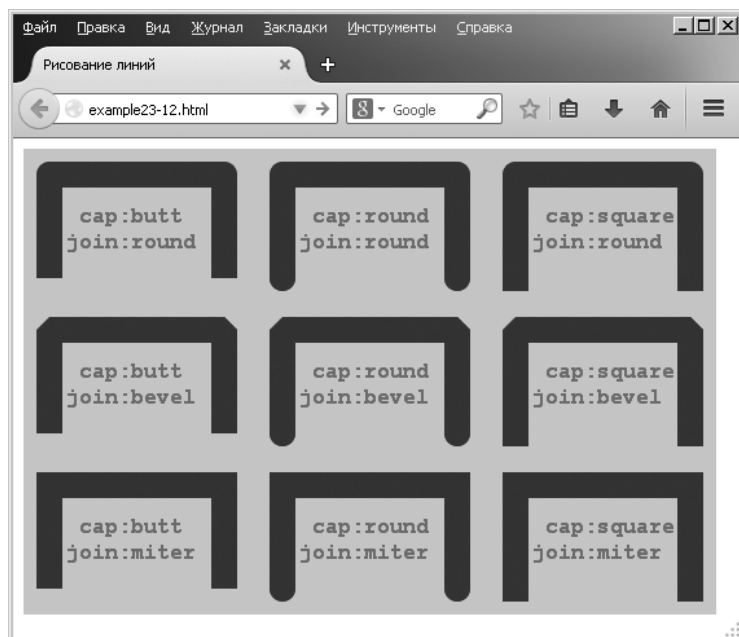 Файл Правка Вид Журнал Закладки Инструменты Справка
Рисование линий
example23-12.html
8 Google
cap:butt cap:round cap:square
join:round join:round join:round
cap:butt cap:round cap:square
join:bevel join:bevel join:bevel
cap:butt cap:round cap:square
join:miter join:miter join:miter